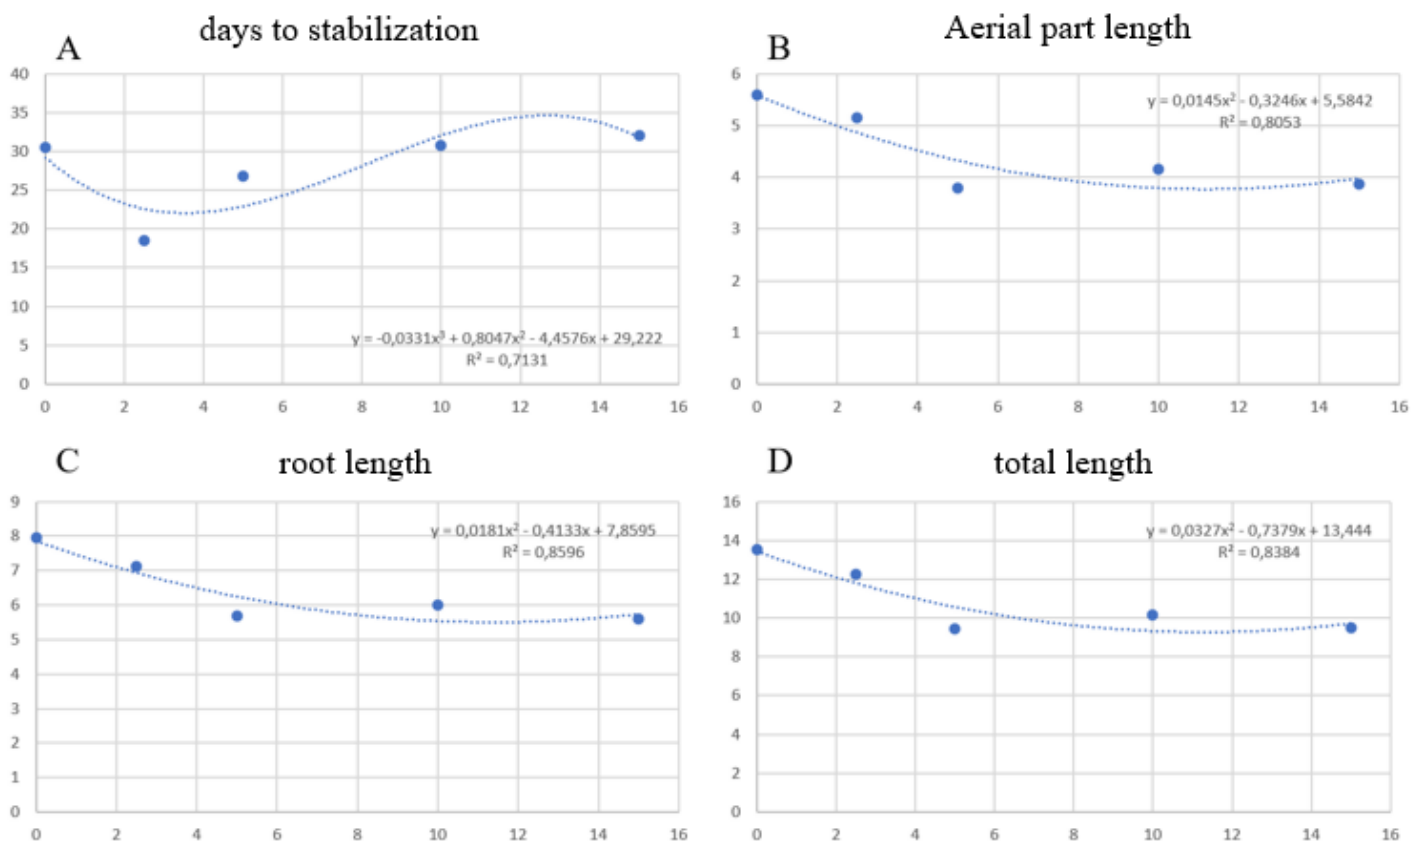 A
days to stabilization
40
35
30
25
20
15
10
5
0
y = -0,0331x³ + 0,8047x² - 4,4576x + 29,222
R² = 0,7131
0 2 4 6 8 10 12 14 16
B
Aerial part length
6
5
4
3
2
1
0
y = 0,0145x² - 0,3246x + 5,5842
R² = 0,8053
0 2 4 6 8 10 12 14 16
C
root length
9
8
7
6
5
4
3
2
1
0
y = 0,0181x² - 0,4133x + 7,8595
R² = 0,8596
0 2 4 6 8 10 12 14 16
D
total length
16
14
12
10
8
6
4
2
0
y = 0,0327x² - 0,7379x + 13,444
R² = 0,8384
0 2 4 6 8 10 12 14 16